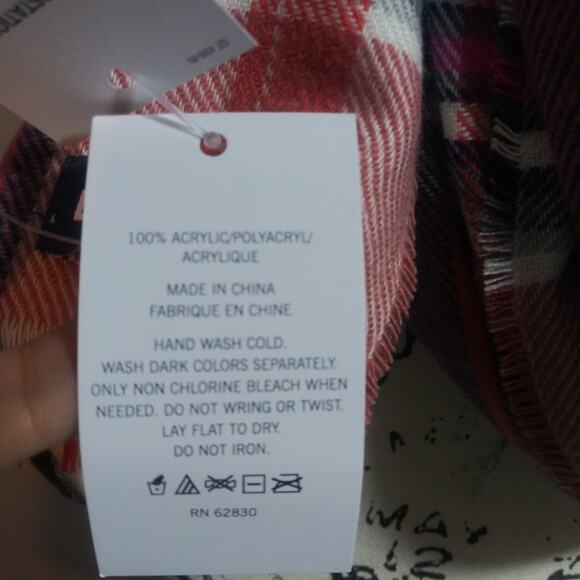 100% ACRYLIC/POLYACRYL/
ACRYLIQUE
MADE IN CHINA
FABRIQUE EN CHINE
HAND WASH COLD.
WASH DARK COLORS SEPARATELY.
ONLY NON CHLORINE BLEACH WHEN
NEEDED. DO NOT WRING OR TWIST.
LAY FLAT TO DRY.
DO NOT IRON.
RN 62830
MAY